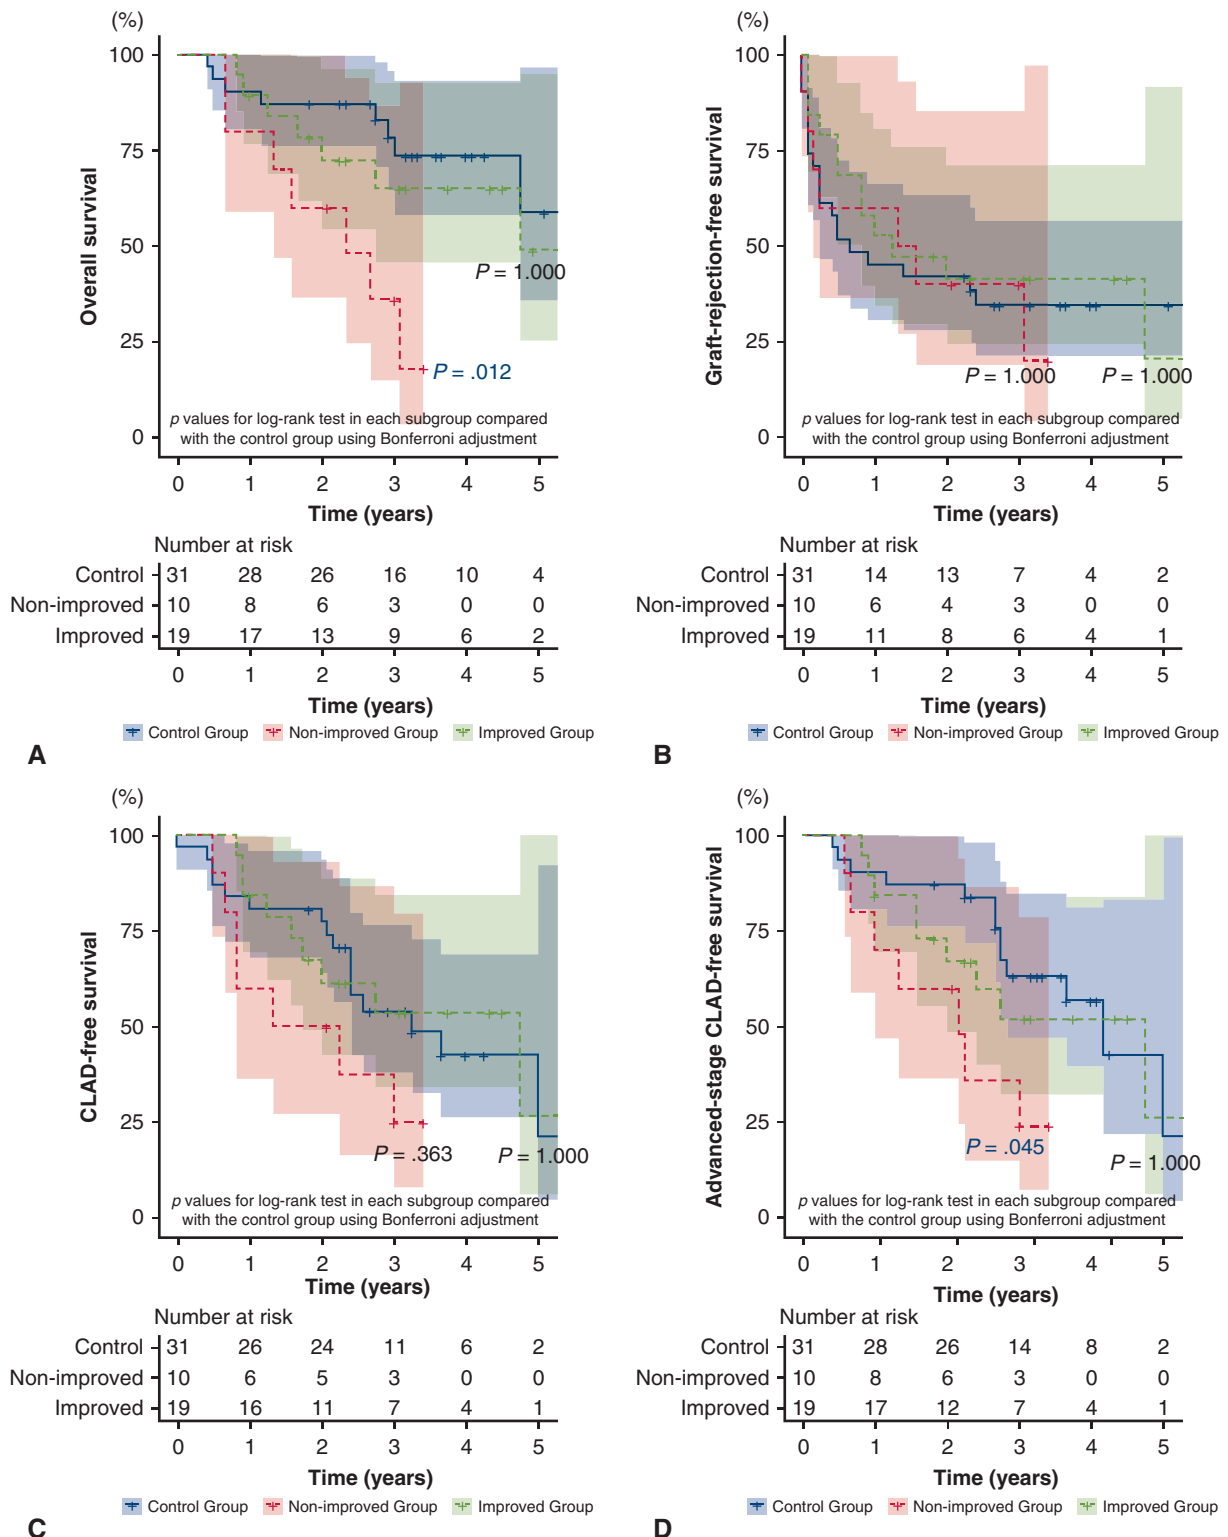 (%)
100
75
50
25
0
Overall survival
P = 1.000
P = .012
p values for log-rank test in each subgroup compared
with the control group using Bonferroni adjustment
0 1 2 3 4 5
Time (years)
Number at risk
Control 31 28 26 16 10 4
Non-improved 10 8 6 3 0 0
Improved 19 17 13 9 6 2
0 1 2 3 4 5
Time (years)
Control Group Non-improved Group Improved Group
A
(%)
100
75
50
25
0
Graft-rejection-free survival
P = 1.000 P = 1.000
p values for log-rank test in each subgroup compared
with the control group using Bonferroni adjustment
0 1 2 3 4 5
Time (years)
Number at risk
Control 31 14 13 7 4 2
Non-improved 10 6 4 3 0 0
Improved 19 11 8 6 4 1
0 1 2 3 4 5
Time (years)
Control Group Non-improved Group Improved Group
B
(%)
100
75
50
25
0
CLAD-free survival
P = .363 P = 1.000
p values for log-rank test in each subgroup compared
with the control group using Bonferroni adjustment
0 1 2 3 4 5
Time (years)
Number at risk
Control 31 26 24 11 6 2
Non-improved 10 6 5 3 0 0
Improved 19 16 11 7 4 1
0 1 2 3 4 5
Time (years)
Control Group Non-improved Group Improved Group
C
(%)
100
75
50
25
0
Advanced-stage CLAD-free survival
P = .045
P = 1.000
p values for log-rank test in each subgroup compared
with the control group using Bonferroni adjustment
0 1 2 3 4 5
Time (years)
Number at risk
Control 31 28 26 14 8 2
Non-improved 10 8 6 3 0 0
Improved 19 17 12 7 4 1
0 1 2 3 4 5
Time (years)
Control Group Non-improved Group Improved Group
D